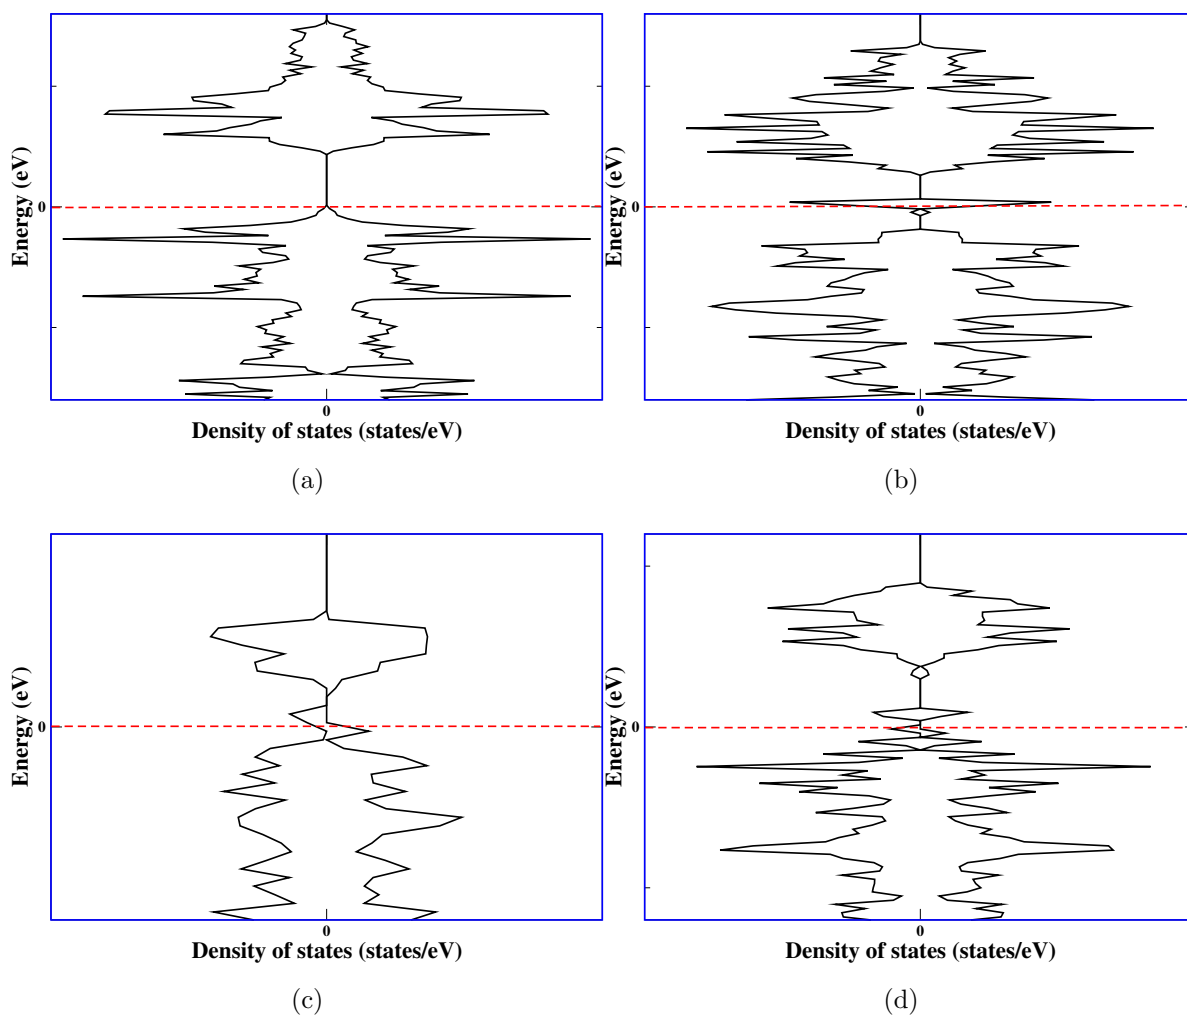 Energy (eV)
0
0
Density of states (states/eV)
(a)
Energy (eV)
0
0
Density of states (states/eV)
(b)
Energy (eV)
0
0
Density of states (states/eV)
(c)
Energy (eV)
0
0
Density of states (states/eV)
(d)